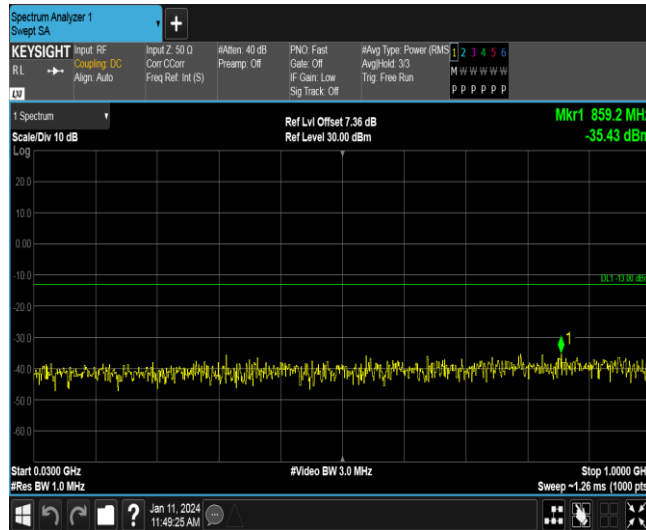 Spectrum Analyzer 1
Swept SA
+
KEYSIGHT
RL
LXI
Input: RF
Coupling: DC
Align: Auto
Input Z: 50 Ω
Corr CCorr
Freq Ref: Int (S)
#Atten: 40 dB
Preamp: Off
PNO: Fast
Gate: Off
IF Gain: Low
Sig Track: Off
#Avg Type: Power (RMS
Avg|Hold: 3/3
Trig: Free Run
1 2 3 4 5 6
M W W W W W
P P P P P P
1 Spectrum
Scale/Div 10 dB
Log
Ref Lvl Offset 7.36 dB
Ref Level 30.00 dBm
Mkr1 859.2 MHz
-35.43 dBm
20.0
10.0
0.00
-10.0
-20.0
-30.0
-40.0
-50.0
-60.0
DL1 -13.00 dBm
1
Start 0.0300 GHz
#Res BW 1.0 MHz
#Video BW 3.0 MHz
Stop 1.0000 GH
Sweep ~1.26 ms (1000 pts
?
Jan 11, 2024
11:49:25 AM